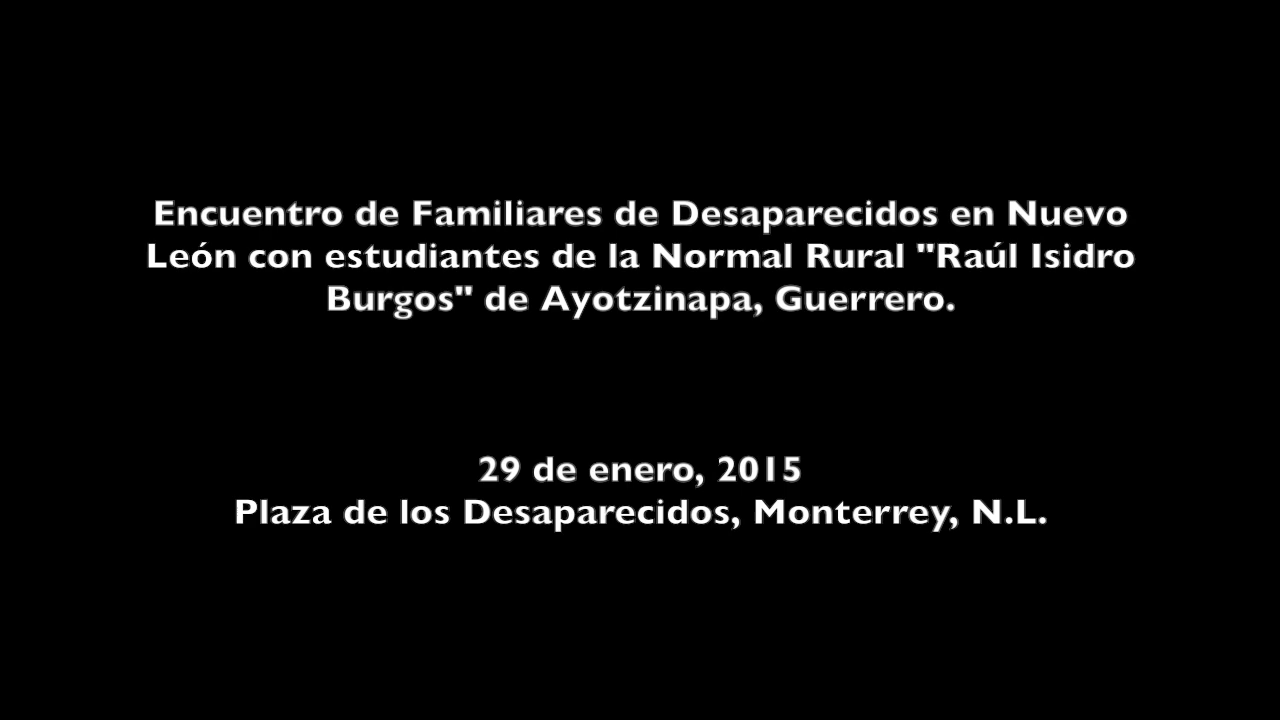 Encuentro de Familiares de Desaparecidos en Nuevo
León con estudiantes de la Normal Rural "Raúl Isidro
Burgos" de Ayotzinapa, Guerrero.
29 de enero, 2015
Plaza de los Desaparecidos, Monterrey, N.L.